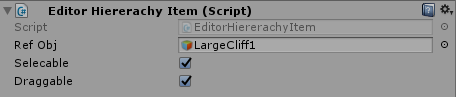 Editor Hiererachy Item (Script)
Script EditorHiererachyItem
Ref Obj LargeCliff1
Selecable
Draggable